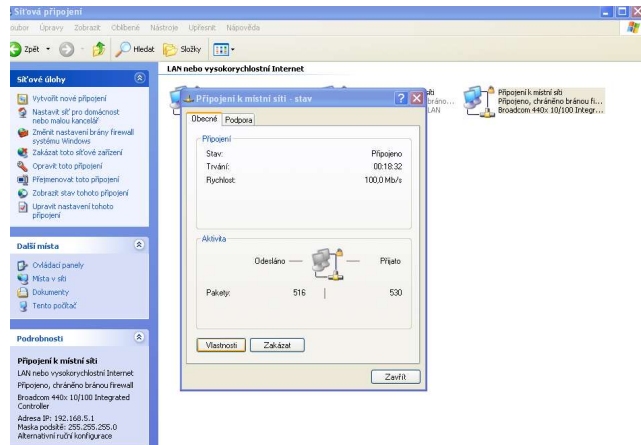 Síťová připojení
oubor Úpravy Zobrazit Oblíbené Nástroje Upřesnit Nápověda
Zpět Hledat Složky
LAN nebo vysokorychlostní Internet
Síťové úlohy
Vytvořit nové připojení
Nastavit síť pro domácnost
nebo malou kancelář
Změnit nastavení brány firewall
systému Windows
Zakázat toto síťové zařízení
Opravit toto připojení
Přejmenovat toto připojení
Zobrazit stav tohoto připojení
Upravit nastavení tohoto
připojení
Další místa
Ovládací panely
Místa v síti
Dokumenty
Tento počítač
Podrobnosti
Připojení k místní síti
LAN nebo vysokorychlostní Internet
Připojeno, chráněno bránou firewall
Broadcom 440x 10/100 Integrated
Controller
Adresa IP: 192.168.5.1
Maska podsítě: 255.255.255.0
Alternativní ruční konfigurace
Připojení k místní síti - stav
Obecné Podpora
Připojení
Stav: Připojeno
Trvání: 00:18:32
Rychlost: 100,0 Mb/s
Aktivita
Odesláno Přijato
Pakety: 516 530
Vlastnosti Zakázat
Zavřít
síti
bráno...
LAN
Připojení k místní síti
Připojeno, chráněno bránou fi...
Broadcom 440x 10/100 Integr...